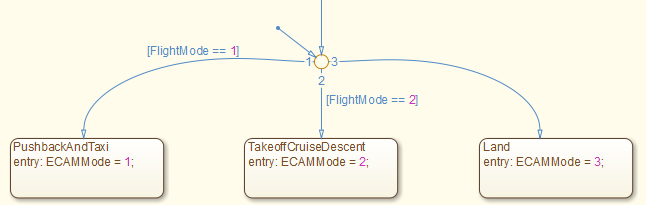 [FlightMode == 1]
1
3
2
[FlightMode == 2]
PushbackAndTaxi
entry: ECAMMode = 1;
TakeoffCruiseDescent
entry: ECAMMode = 2;
Land
entry: ECAMMode = 3;